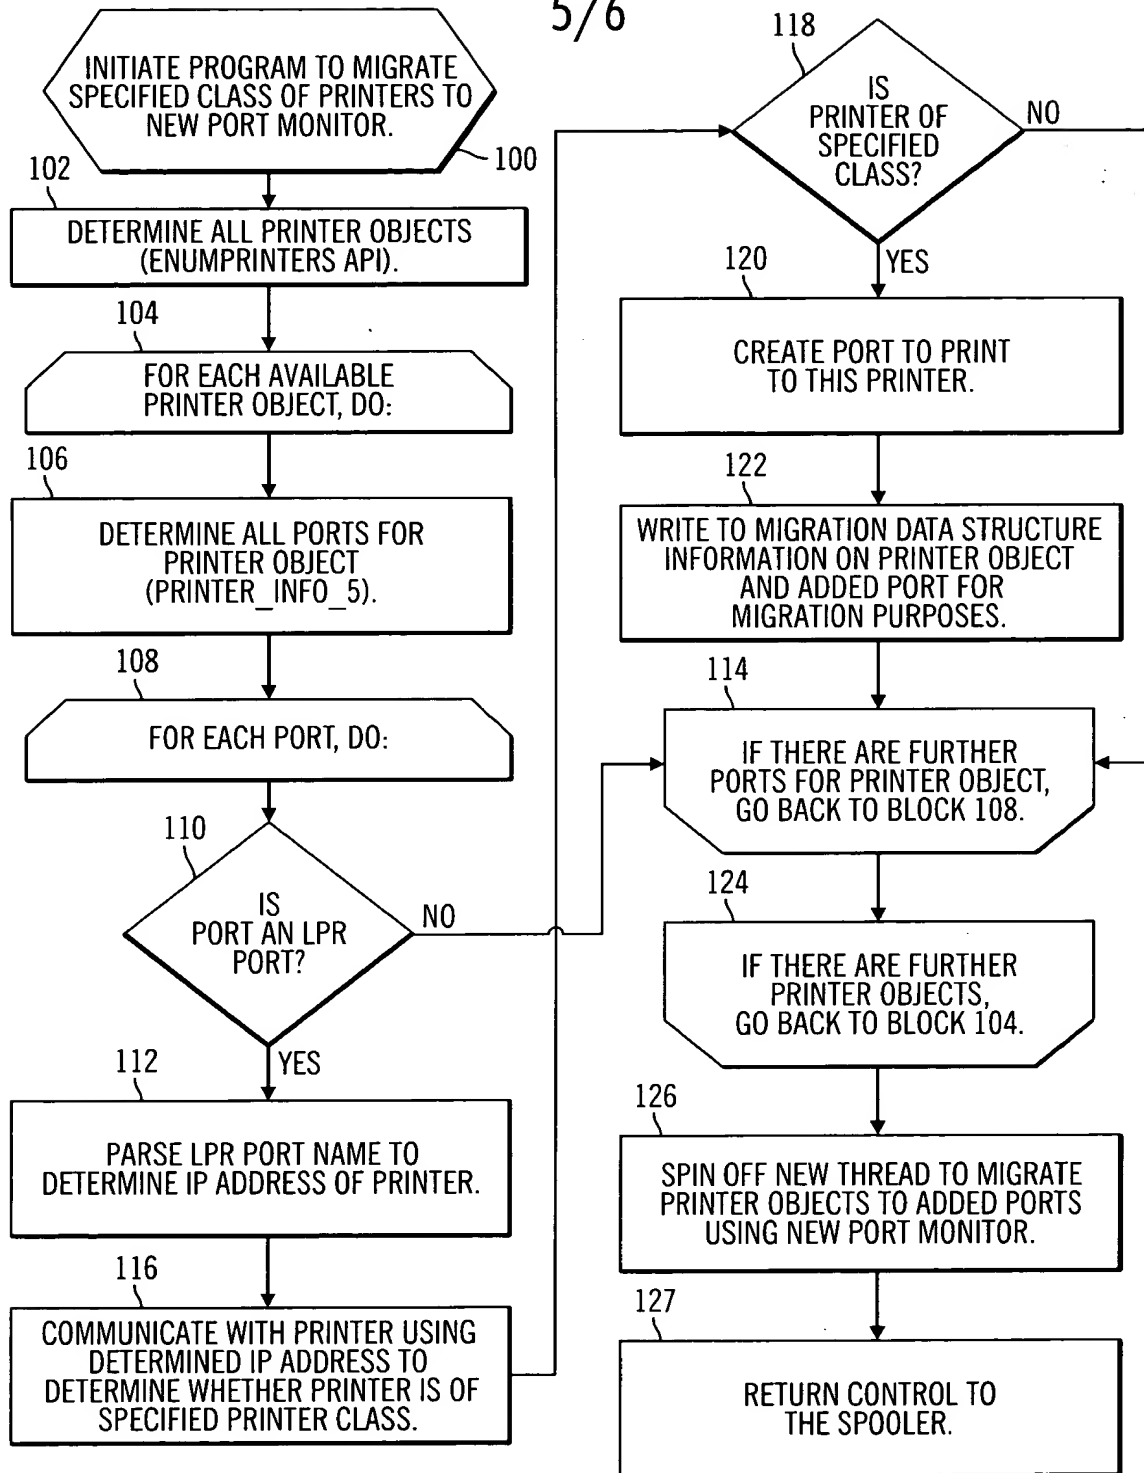 5/6
INITIATE PROGRAM TO MIGRATE
SPECIFIED CLASS OF PRINTERS TO
NEW PORT MONITOR.
100
102
DETERMINE ALL PRINTER OBJECTS
(ENUMPRINTERS API).
104
FOR EACH AVAILABLE
PRINTER OBJECT, DO:
106
DETERMINE ALL PORTS FOR
PRINTER OBJECT
(PRINTER_INFO_5).
108
FOR EACH PORT, DO:
110
IS
PORT AN LPR
PORT?
NO
YES
112
PARSE LPR PORT NAME TO
DETERMINE IP ADDRESS OF PRINTER.
116
COMMUNICATE WITH PRINTER USING
DETERMINED IP ADDRESS TO
DETERMINE WHETHER PRINTER IS OF
SPECIFIED PRINTER CLASS.
118
IS
PRINTER OF
SPECIFIED
CLASS?
NO
YES
120
CREATE PORT TO PRINT
TO THIS PRINTER.
122
WRITE TO MIGRATION DATA STRUCTURE
INFORMATION ON PRINTER OBJECT
AND ADDED PORT FOR
MIGRATION PURPOSES.
114
IF THERE ARE FURTHER
PORTS FOR PRINTER OBJECT,
GO BACK TO BLOCK 108.
124
IF THERE ARE FURTHER
PRINTER OBJECTS,
GO BACK TO BLOCK 104.
126
SPIN OFF NEW THREAD TO MIGRATE
PRINTER OBJECTS TO ADDED PORTS
USING NEW PORT MONITOR.
127
RETURN CONTROL TO
THE SPOOLER.